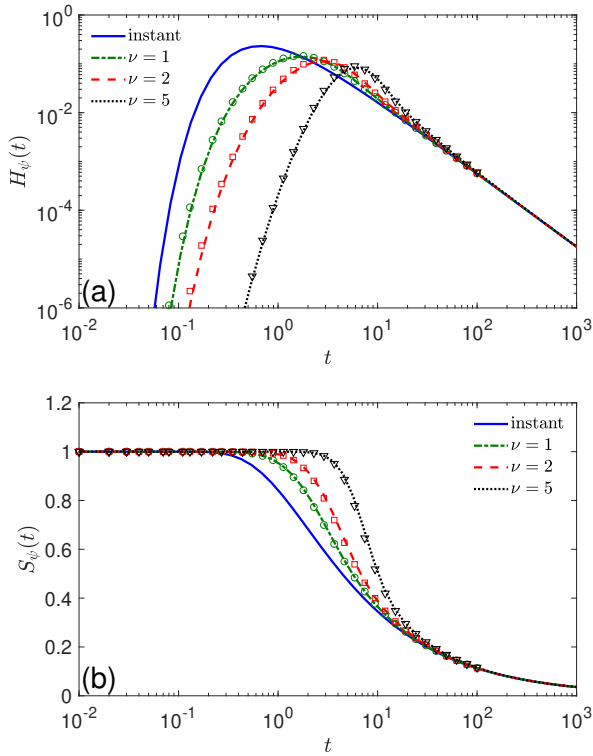 instant
ν = 1
ν = 2
ν = 5
10^0
10^-2
10^-4
10^-6
H_ψ(t)
(a)
10^-2 10^-1 10^0 10^1 10^2 10^3
t
1.2
1
0.8
0.6
0.4
0.2
0
S_ψ(t)
instant
ν = 1
ν = 2
ν = 5
(b)
10^-2 10^-1 10^0 10^1 10^2 10^3
t